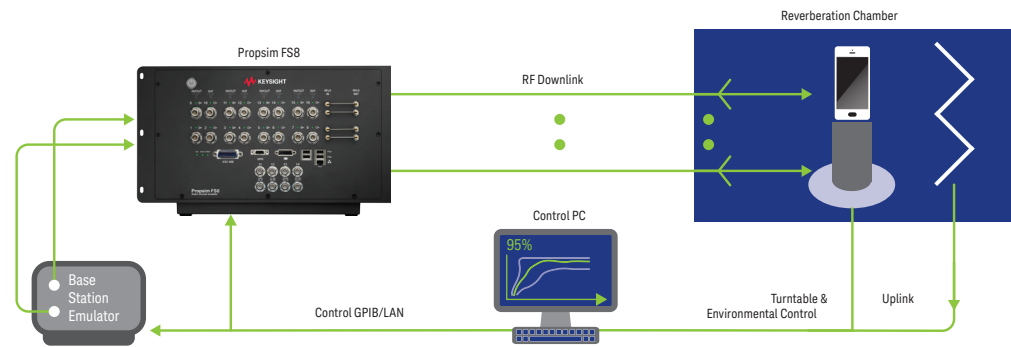 Reverberation Chamber
Propsim FS8
KEYSIGHT
RF Downlink
Propsim FS8
Control PC
95%
Base
Station
Emulator
Control GPIB/LAN
Turntable &
Environmental Control
Uplink